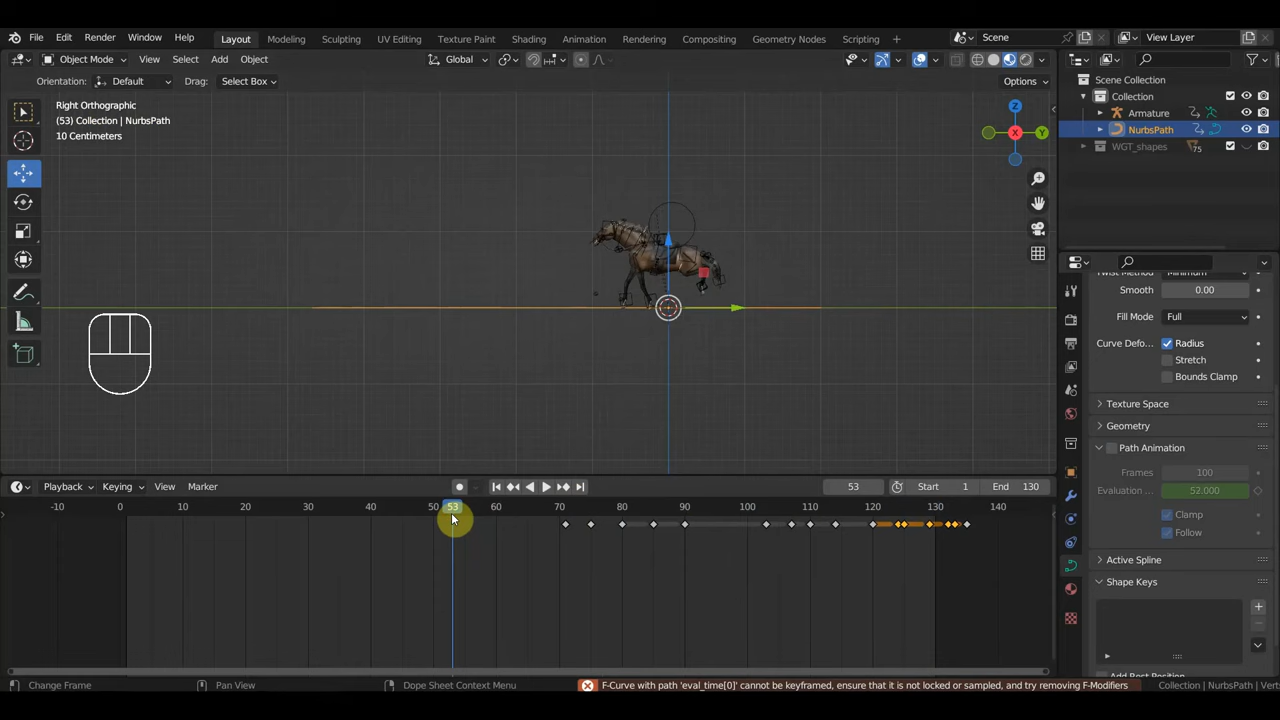 File Edit Render Window Help
Layout Modeling Sculpting UV Editing Texture Paint Shading Animation Rendering Compositing Geometry Nodes Scripting +
Scene
View Layer
Object Mode View Select Add Object
Global
Orientation: Default Drag: Select Box
Options
Right Orthographic
(53) Collection | NurbsPath
10 Centimeters
Z
X
Y
Scene Collection
Collection
Armature
NurbsPath
WGT_shapes
75
Minimum
Smooth 0.00
Fill Mode Full
Curve Defo... Radius
Stretch
Bounds Clamp
Texture Space
Geometry
Path Animation
Frames 100
Evaluation ... 52.000
Clamp
Follow
Active Spline
Shape Keys
Playback Keying View Marker
53 Start 1 End 130
-10 0 10 20 30 40 50 53 60 70 80 90 100 110 120 130 140
Change Frame Pan View Dope Sheet Context Menu
F-Curve with path 'eval_time[0]' cannot be keyframed, ensure that it is not locked or sampled, and try removing F-Modifiers